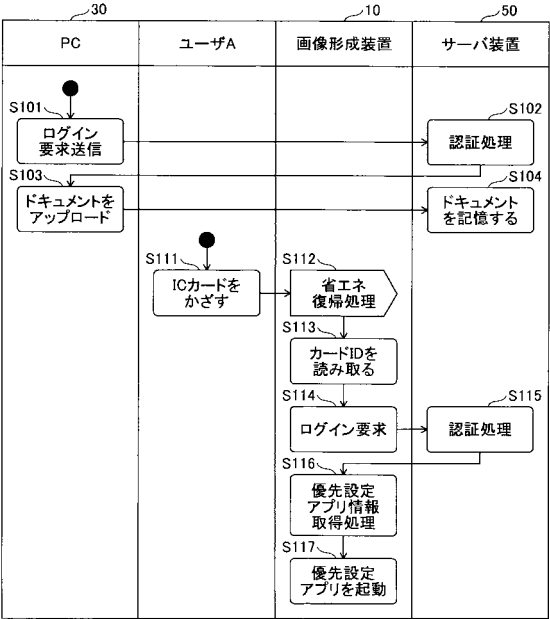 30
10
50
PC
ユーザA
画像形成装置
サーバ装置
S101
ログイン
要求送信
S102
認証処理
S103
ドキュメントを
アップロード
S104
ドキュメント
を記憶する
S111
ICカードを
かざす
S112
省エネ
復帰処理
S113
カードIDを
読み取る
S114
ログイン要求
S115
認証処理
S116
優先設定
アプリ情報
取得処理
S117
優先設定
アプリを起動